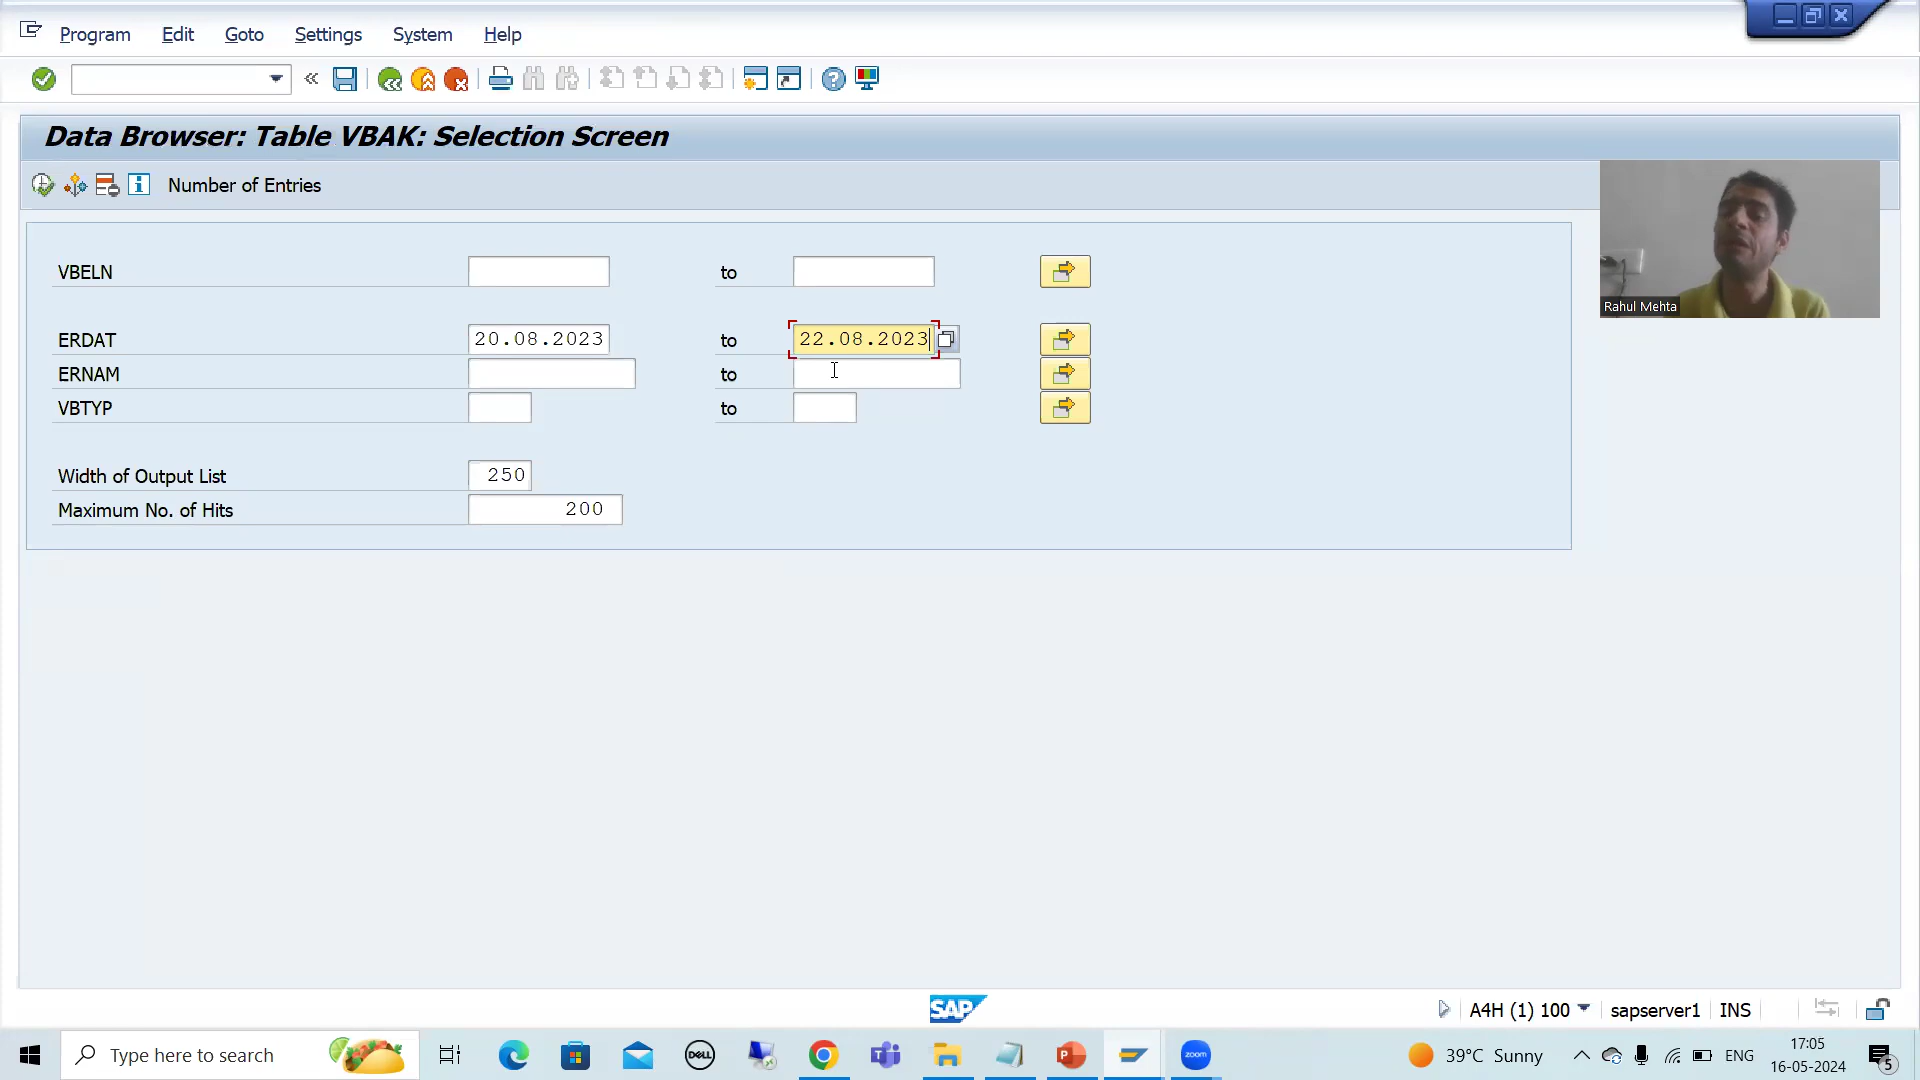 Program Edit Goto Settings System Help
Data Browser: Table VBAK: Selection Screen
Number of Entries
VBELN to
ERDAT 20.08.2023 to 22.08.2023
ERNAM to
VBTYP to
Width of Output List 250
Maximum No. of Hits 200
Rahul Mehta
SAP
A4H (1) 100 sapserver1 INS
Type here to search
DELL
zoom
39°C Sunny
ENG
17:05
16-05-2024
5